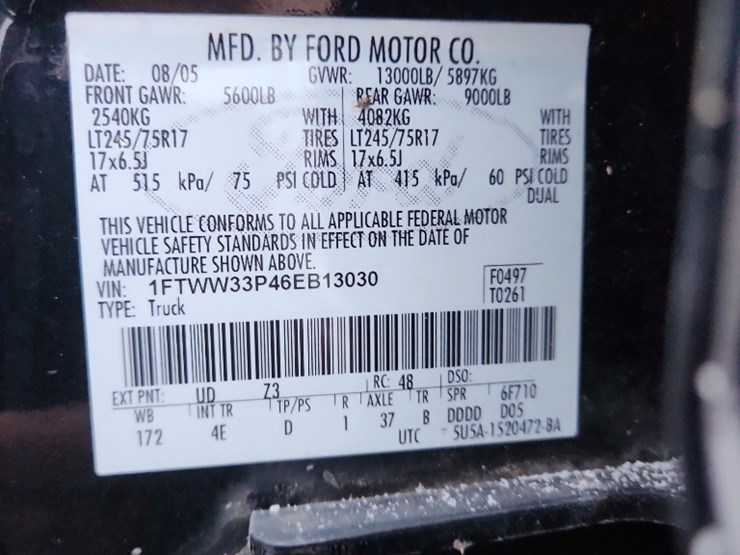 MFD. BY FORD MOTOR CO.
DATE: 08/05 GVWR: 13000LB/ 5897KG
FRONT GAWR: 5600LB REAR GAWR: 9000LB
2540KG WITH 4082KG WITH
LT245/75R17 TIRES LT245/75R17 TIRES
17x6.5J RIMS 17x6.5J RIMS
AT 515 kPa/ 75 PSI COLD AT 415 kPa/ 60 PSI COLD
DUAL
THIS VEHICLE CONFORMS TO ALL APPLICABLE FEDERAL MOTOR
VEHICLE SAFETY STANDARDS IN EFFECT ON THE DATE OF
MANUFACTURE SHOWN ABOVE.
VIN: 1FTWW33P46EB13030 F0497
TYPE: Truck T0261
EXT PNT: UD Z3 RC: 48 DSO:
WB INT TR TP/PS R AXLE TR SPR 6F710
172 4E D 1 37 B DDDD D05
UTC 5U5A-1520472-BA